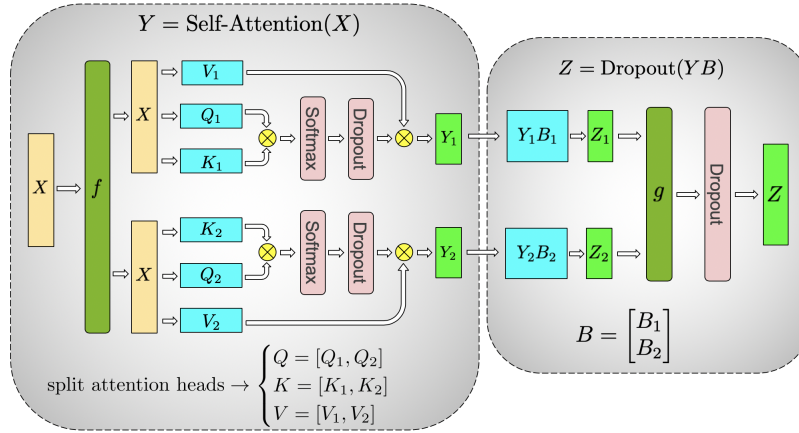 Y = Self-Attention(X)
X
f
X
V₁
Q₁
K₁
Softmax
Dropout
Y₁
X
K₂
Q₂
V₂
Softmax
Dropout
Y₂
split attention heads →
Q = [Q₁, Q₂]
K = [K₁, K₂]
V = [V₁, V₂]
Z = Dropout(YB)
Y₁B₁
Z₁
Y₂B₂
Z₂
g
Dropout
Z
B = [B₁
B₂]